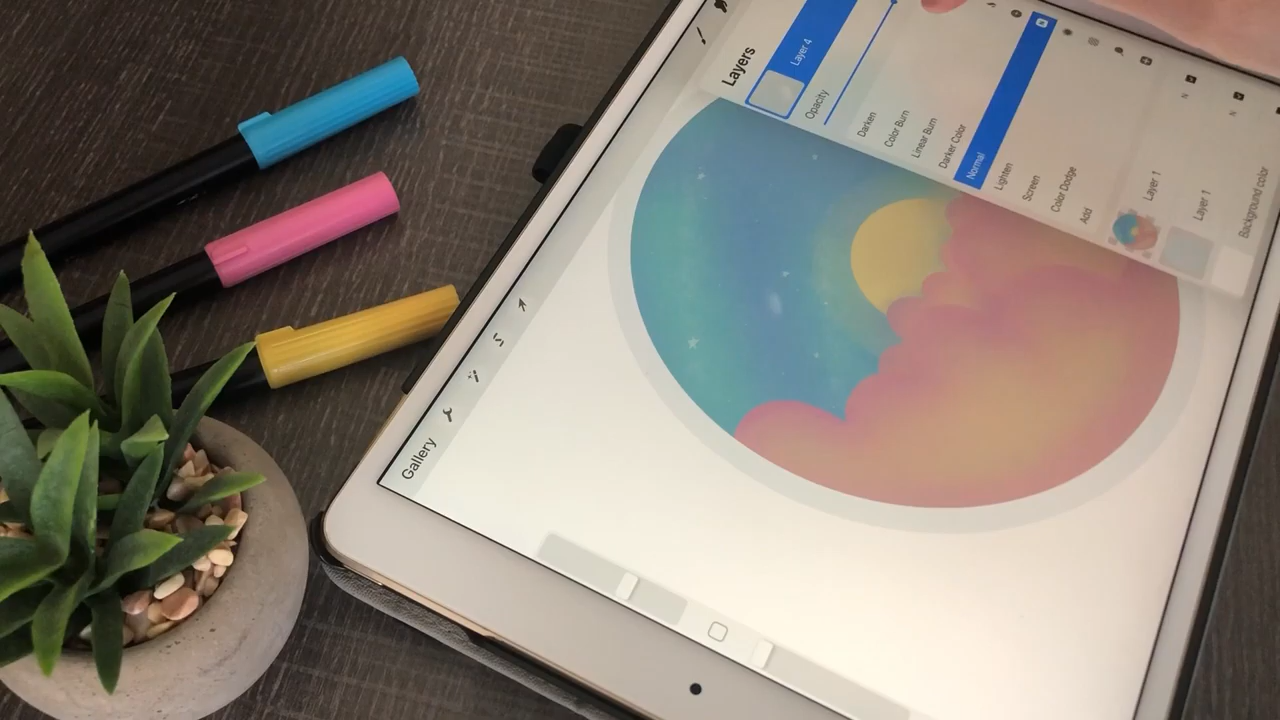 Gallery
Layers
Layer 4
Opacity
Darken
Color Burn
Linear Burn
Darker Color
Normal
Lighten
Screen
Color Dodge
Add
Layer 1
N
Layer 1
N
Background color